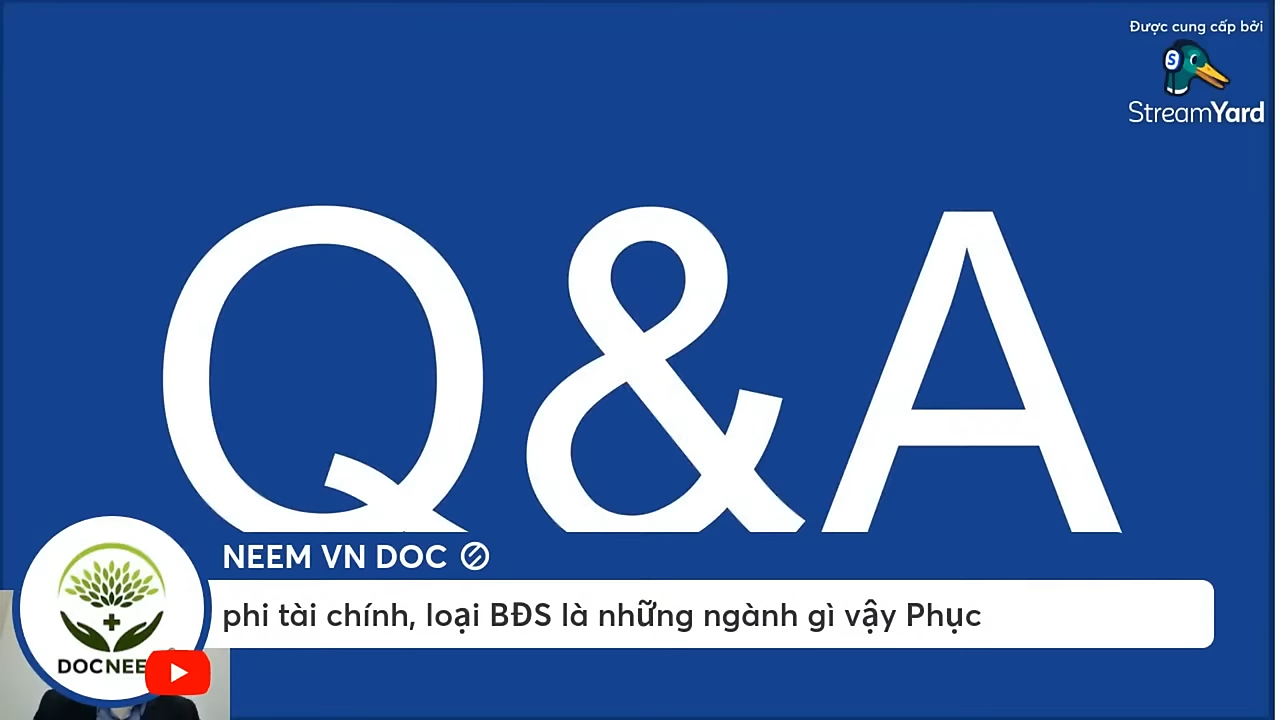 Được cung cấp bởi
S
StreamYard
Q&A
NEEM VN DOC
phi tài chính, loại BĐS là những ngành gì vậy Phục
DOCNEE